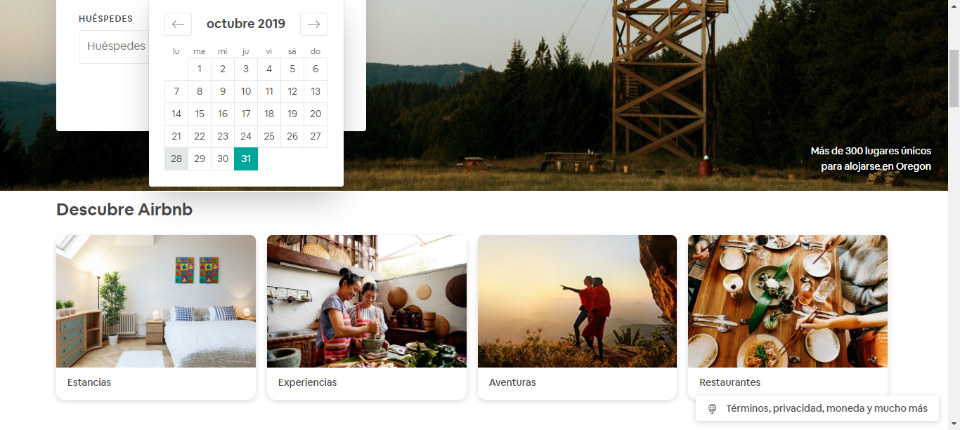 HUÉSPEDES
Huéspedes
octubre 2019
lu ma mi ju vi sá do
1 2 3 4 5 6
7 8 9 10 11 12 13
14 15 16 17 18 19 20
21 22 23 24 25 26 27
28 29 30 31
Más de 300 lugares únicos
para alojarse en Oregon
Descubre Airbnb
Estancias
Experiencias
Aventuras
Restaurantes
Términos, privacidad, moneda y mucho más